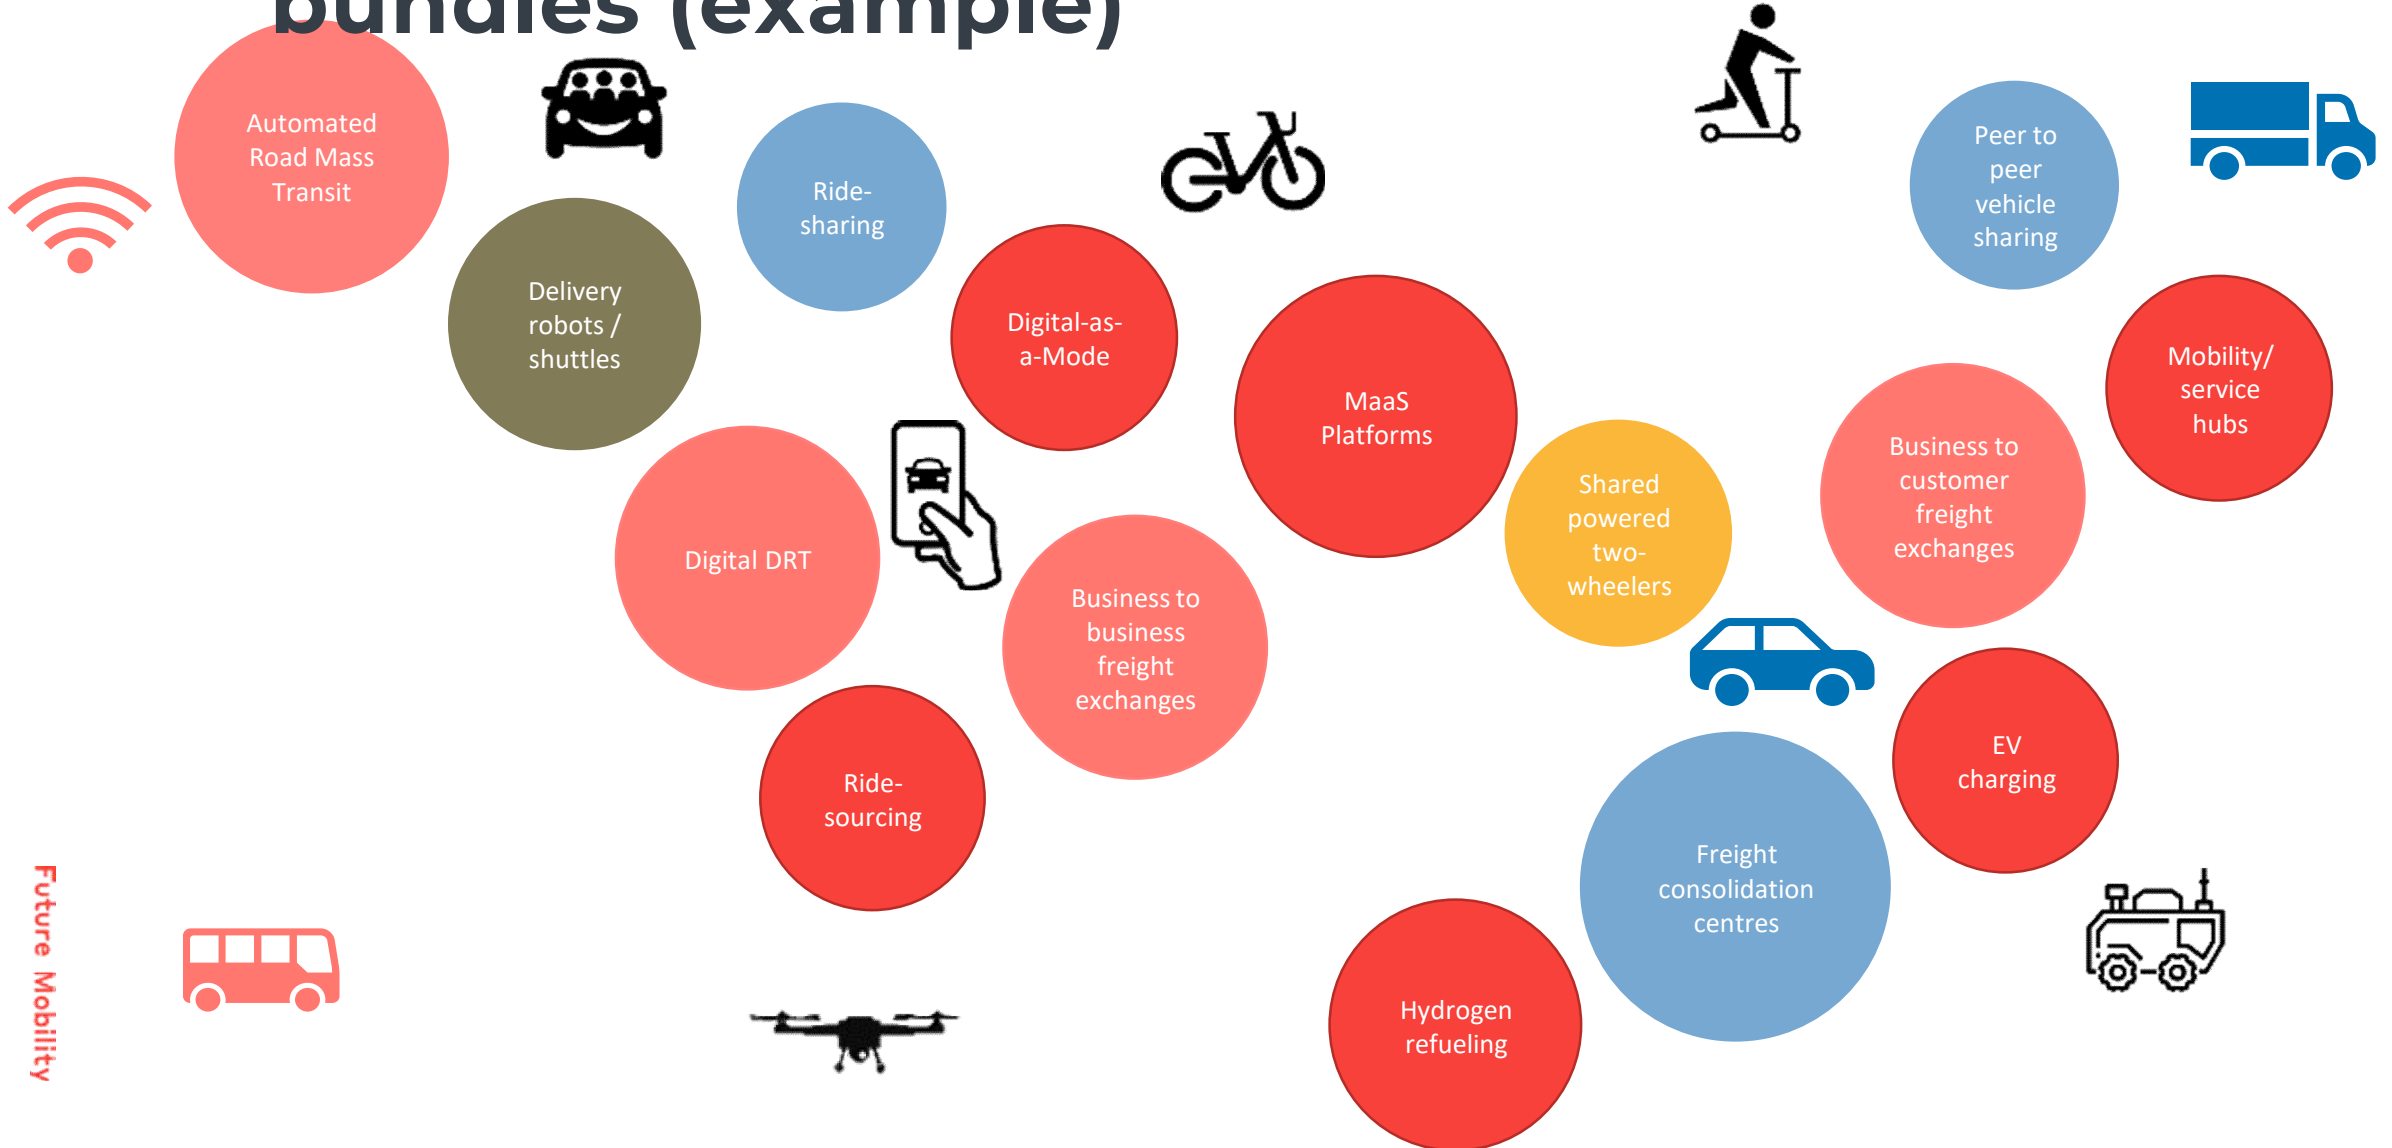 bundles (example)
Automated
Road Mass
Transit
Ride-
sharing
Peer to
peer
vehicle
sharing
Delivery
robots /
shuttles
Digital-as-
a-Mode
MaaS
Platforms
Mobility/
service
hubs
Shared
powered
two-
wheelers
Business to
customer
freight
exchanges
Digital DRT
Business to
business
freight
exchanges
Ride-
sourcing
EV
charging
Freight
consolidation
centres
Hydrogen
refueling
Future Mobility